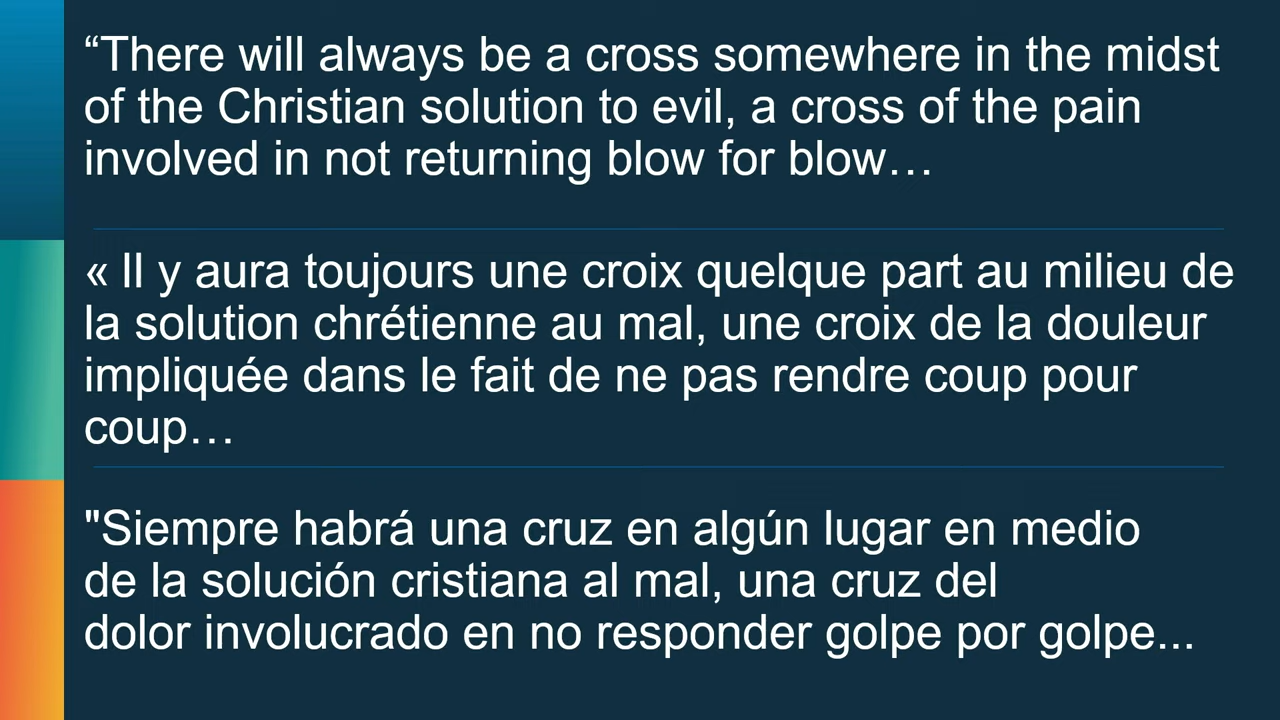 “There will always be a cross somewhere in the midst
of the Christian solution to evil, a cross of the pain
involved in not returning blow for blow…
« Il y aura toujours une croix quelque part au milieu de
la solution chrétienne au mal, une croix de la douleur
impliquée dans le fait de ne pas rendre coup pour
coup…
"Siempre habrá una cruz en algún lugar en medio
de la solución cristiana al mal, una cruz del
dolor involucrado en no responder golpe por golpe...